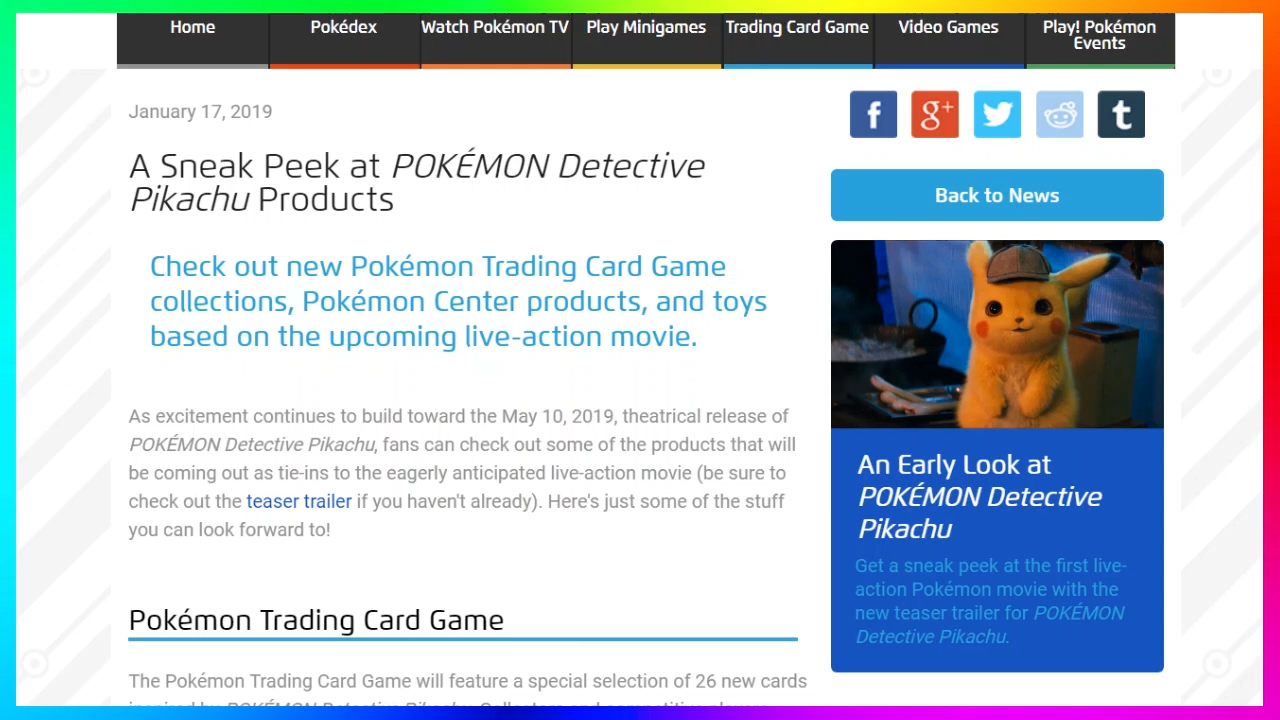 Home
Pokédex
Watch Pokémon TV
Play Minigames
Trading Card Game
Video Games
Play! Pokémon
Events
January 17, 2019
A Sneak Peek at POKÉMON Detective
Pikachu Products
Check out new Pokémon Trading Card Game
collections, Pokémon Center products, and toys
based on the upcoming live-action movie.
As excitement continues to build toward the May 10, 2019, theatrical release of
POKÉMON Detective Pikachu, fans can check out some of the products that will
be coming out as tie-ins to the eagerly anticipated live-action movie (be sure to
check out the teaser trailer if you haven't already). Here's just some of the stuff
you can look forward to!
Pokémon Trading Card Game
The Pokémon Trading Card Game will feature a special selection of 26 new cards
f
g+
t
Back to News
An Early Look at
POKÉMON Detective
Pikachu
Get a sneak peek at the first live-
action Pokémon movie with the
new teaser trailer for POKÉMON
Detective Pikachu.